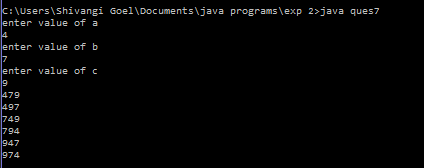 C:\Users\Shivangi Goel\Documents\java programs\exp 2>java ques7
enter value of a
4
enter value of b
7
enter value of c
9
479
497
749
794
947
974